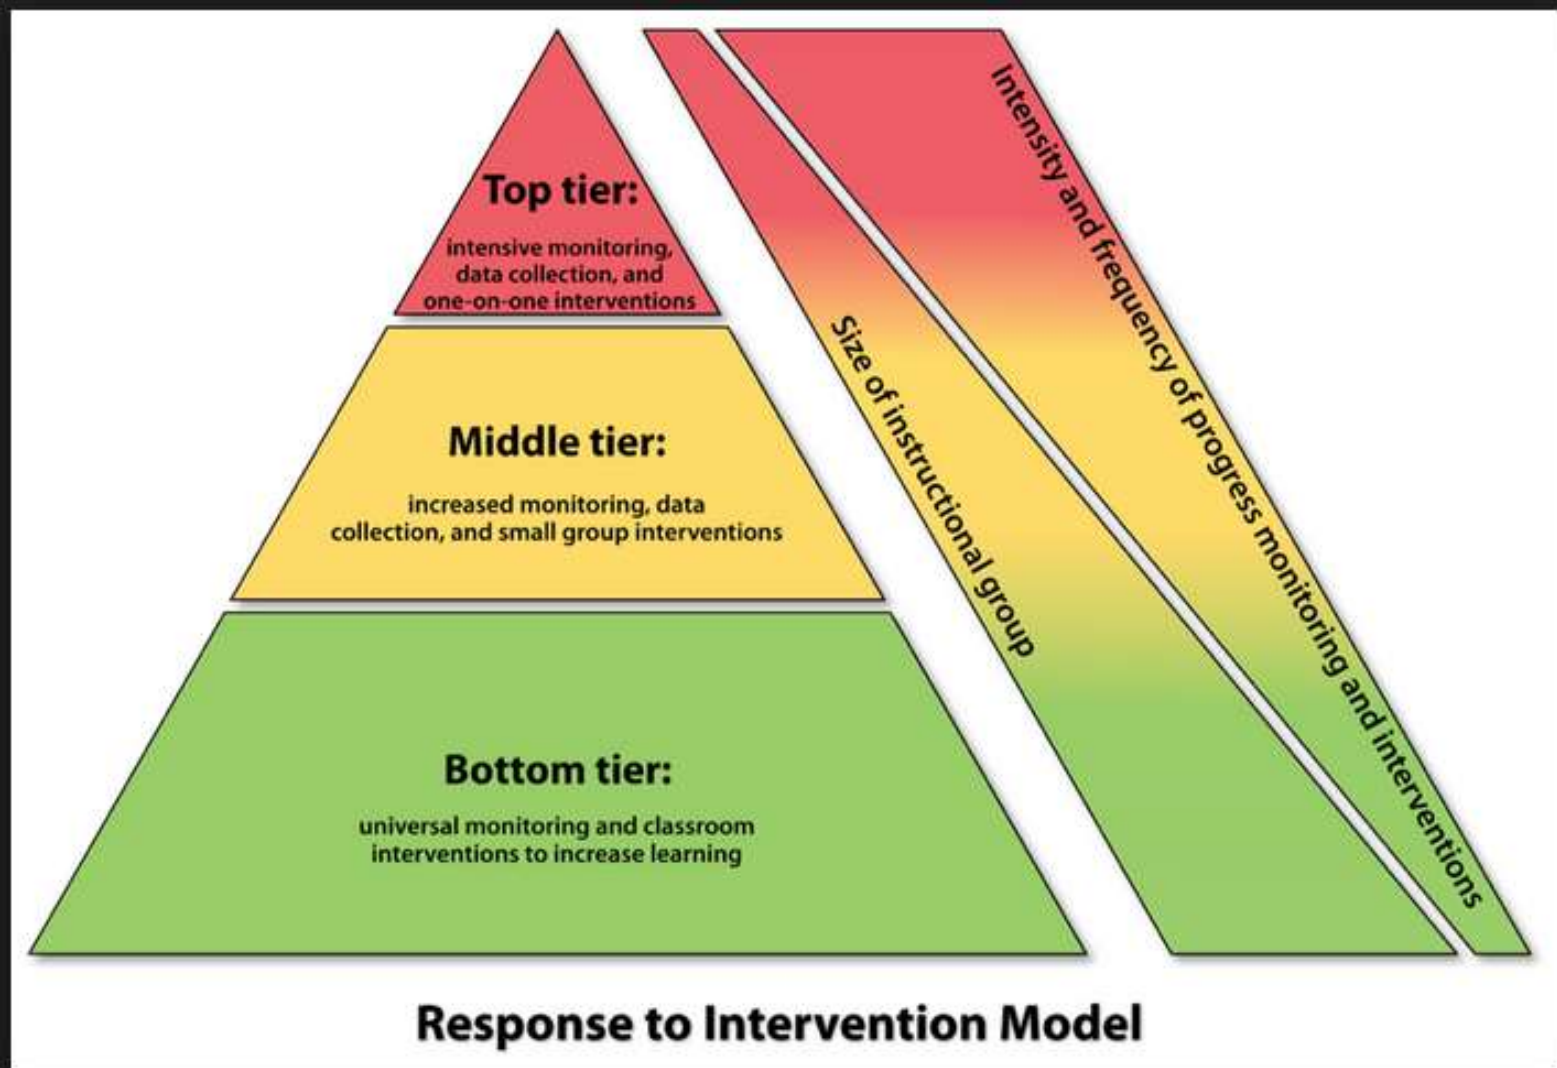 Top tier:
intensive monitoring,
data collection, and
one-on-one interventions
Middle tier:
increased monitoring, data
collection, and small group interventions
Bottom tier:
universal monitoring and classroom
interventions to increase learning
Size of instructional group
Intensity and frequency of progress monitoring and interventions
Response to Intervention Model